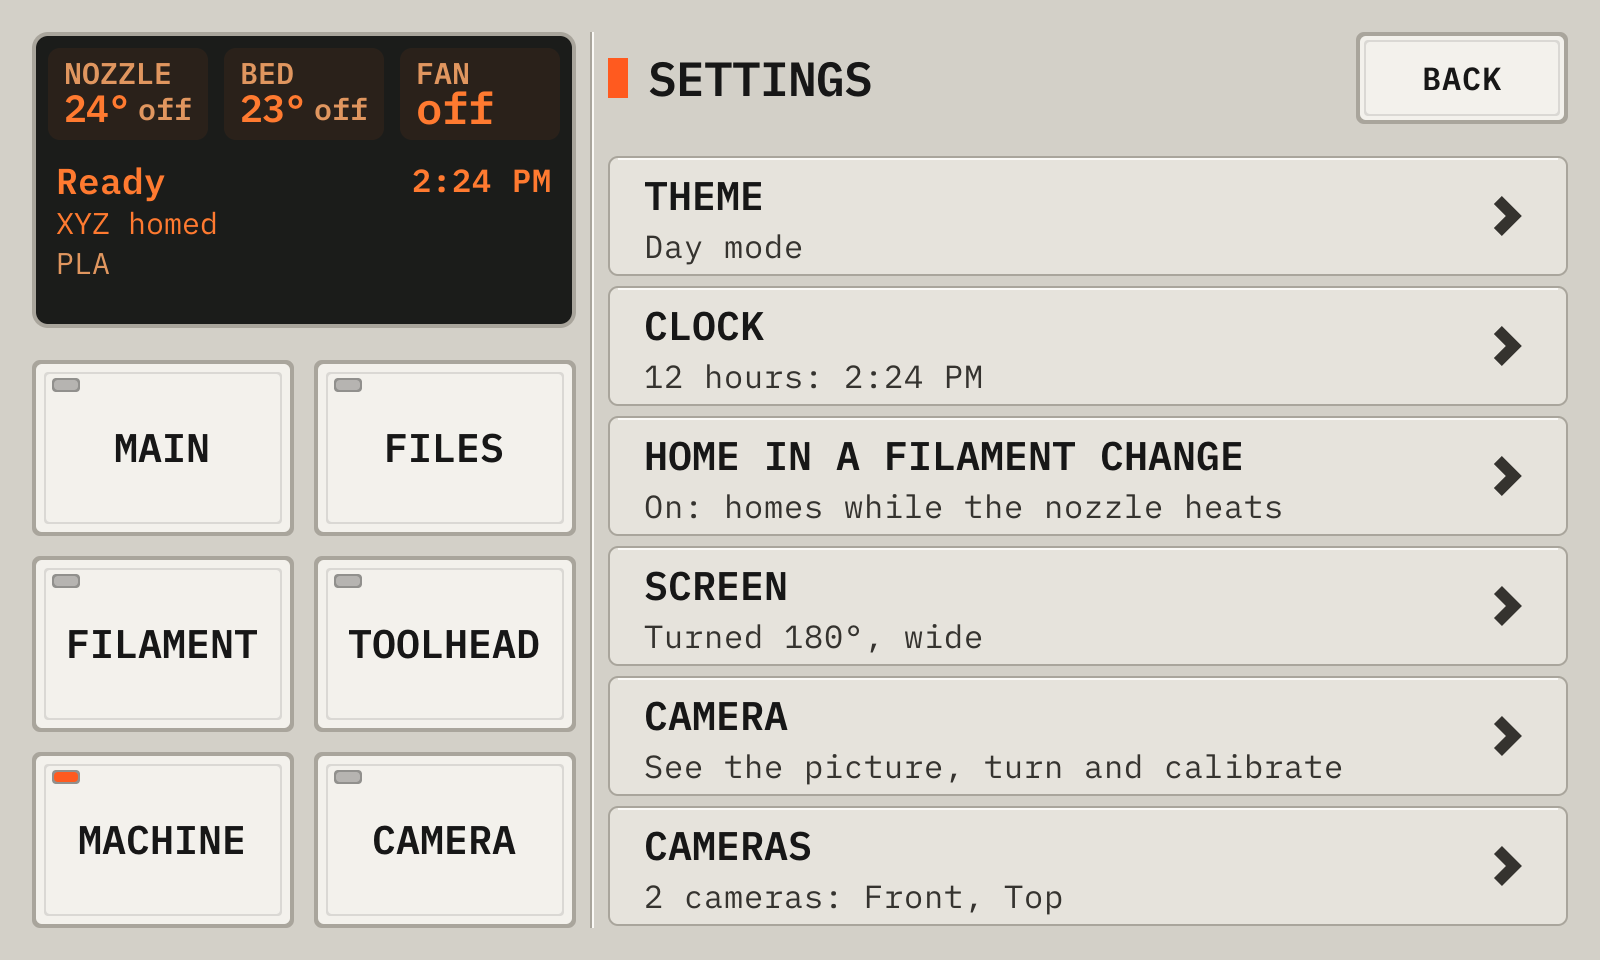 NOZZLE BED FAN
24° off 23° off off
Ready 2:24 PM
XYZ homed
PLA
MAIN FILES
FILAMENT TOOLHEAD
MACHINE CAMERA
SETTINGS BACK
THEME
Day mode
CLOCK
12 hours: 2:24 PM
HOME IN A FILAMENT CHANGE
On: homes while the nozzle heats
SCREEN
Turned 180°, wide
CAMERA
See the picture, turn and calibrate
CAMERAS
2 cameras: Front, Top